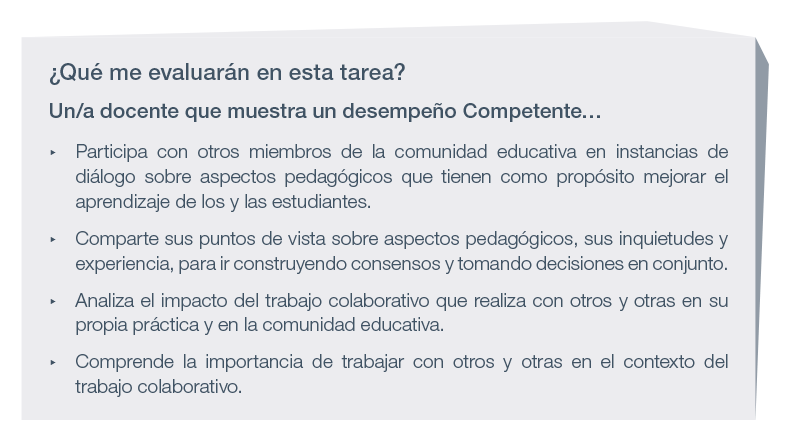 ¿Qué me evaluarán en esta tarea?
Un/a docente que muestra un desempeño Competente...
‣ Participa con otros miembros de la comunidad educativa en instancias de
diálogo sobre aspectos pedagógicos que tienen como propósito mejorar el
aprendizaje de los y las estudiantes.
‣ Comparte sus puntos de vista sobre aspectos pedagógicos, sus inquietudes y
experiencia, para ir construyendo consensos y tomando decisiones en conjunto.
‣ Analiza el impacto del trabajo colaborativo que realiza con otros y otras en su
propia práctica y en la comunidad educativa.
‣ Comprende la importancia de trabajar con otros y otras en el contexto del
trabajo colaborativo.